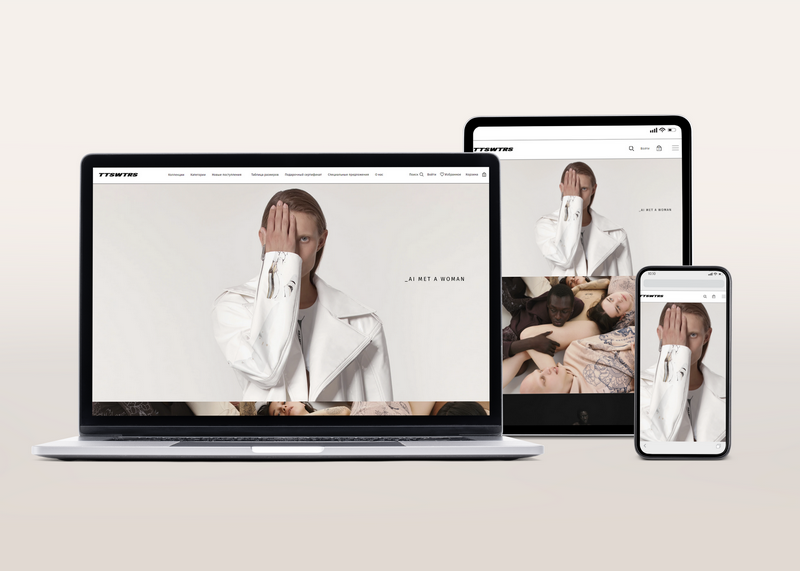 TTSWTRS
Коллекции Категории Новые поступления Таблица размеров Подарочный сертификат Специальные предложения О нас
Поиск Войти Избранное Корзина
_AI MET A WOMAN
TTSWTRS
Войти
_AI MET A WOMAN
TTSWTRS